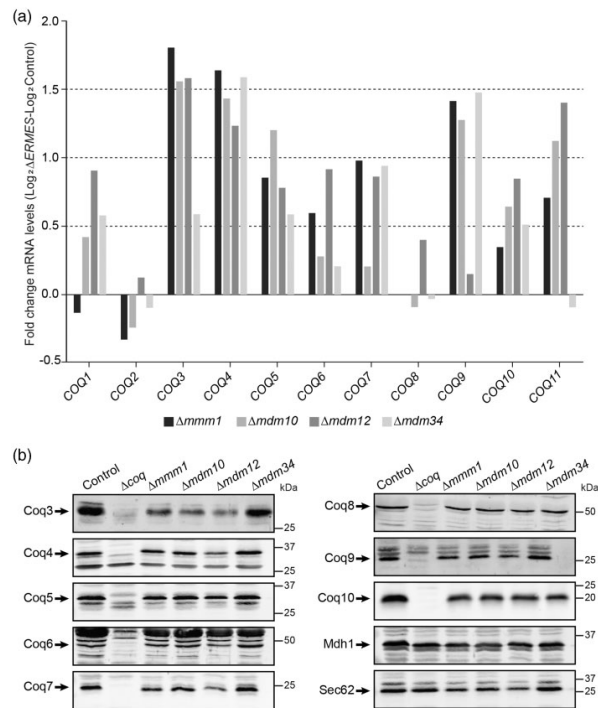 (a)
Fold change mRNA levels (Log₂ΔERMES-Log₂Control)
2.0
1.5
1.0
0.5
0.0
-0.5
COQ1 COQ2 COQ3 COQ4 COQ5 COQ6 COQ7 COQ8 COQ9 COQ10 COQ11
Δmmm1 Δmdm10 Δmdm12 Δmdm34
(b)
Control Δcoq Δmmm1 Δmdm10 Δmdm12 Δmdm34 kDa
Coq3 25
Coq4 37 25
Coq5 37 25
Coq6 50
Coq7 25
Control Δcoq Δmmm1 Δmdm10 Δmdm12 Δmdm34 kDa
Coq8 50
Coq9 25
Coq10 25 20
Mdh1 37
Sec62 37 25